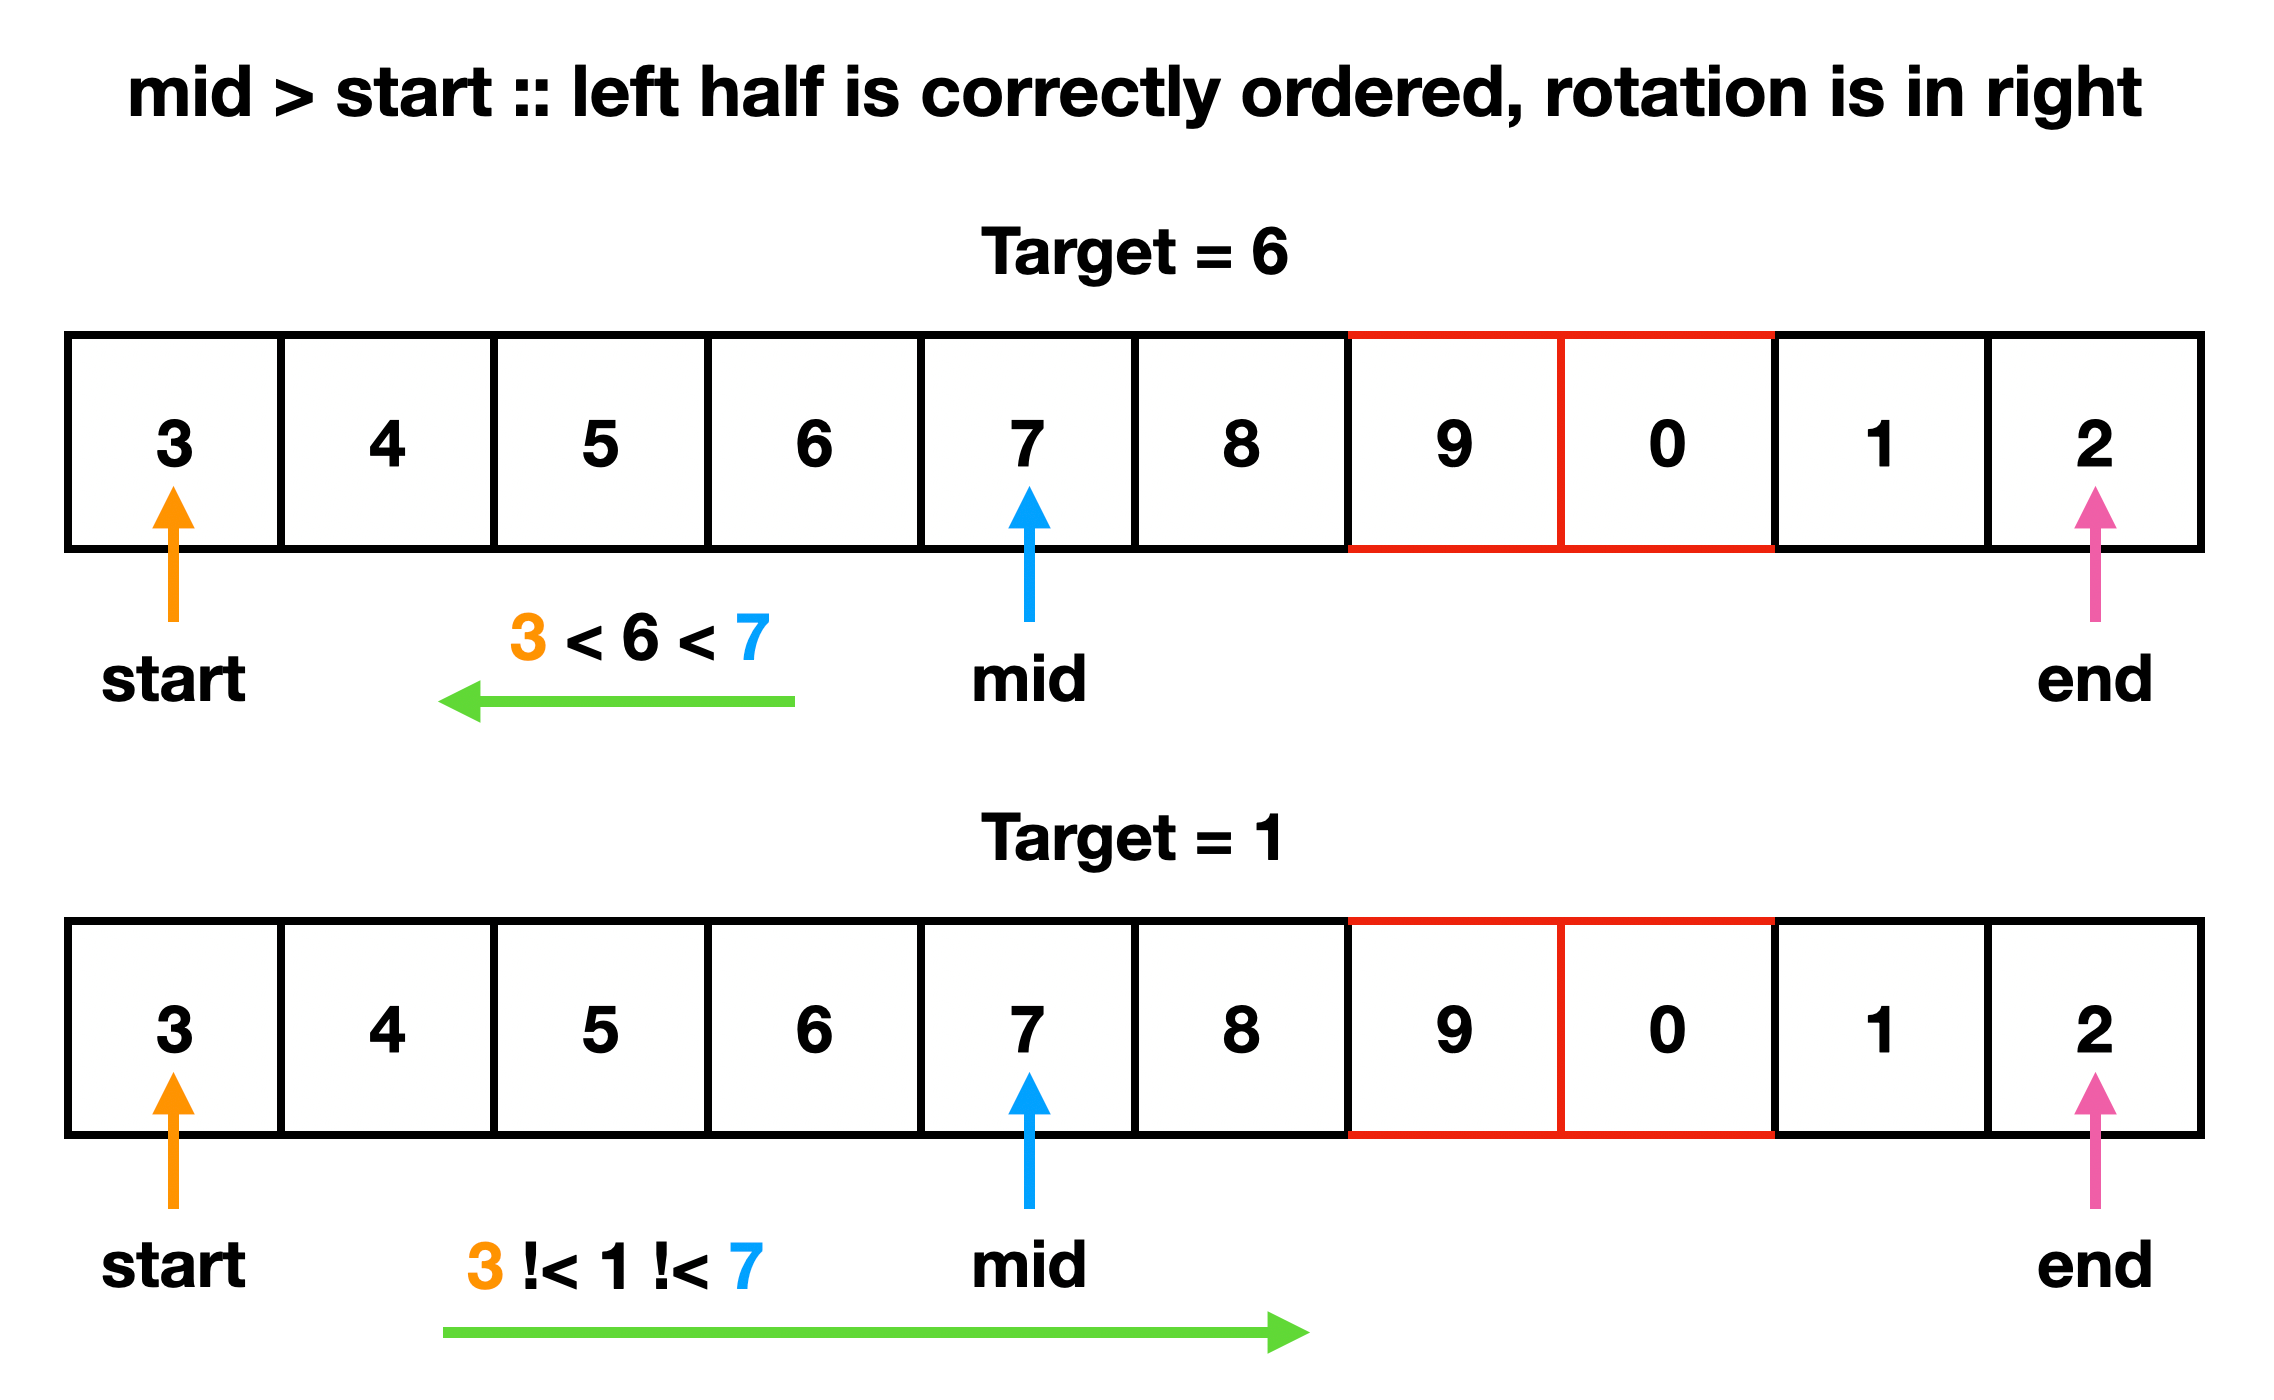 mid > start :: left half is correctly ordered, rotation is in right
Target = 6
3 4 5 6 7 8 9 0 1 2
3 < 6 < 7
start mid end
Target = 1
3 4 5 6 7 8 9 0 1 2
start 3 !< 1 !< 7 mid end